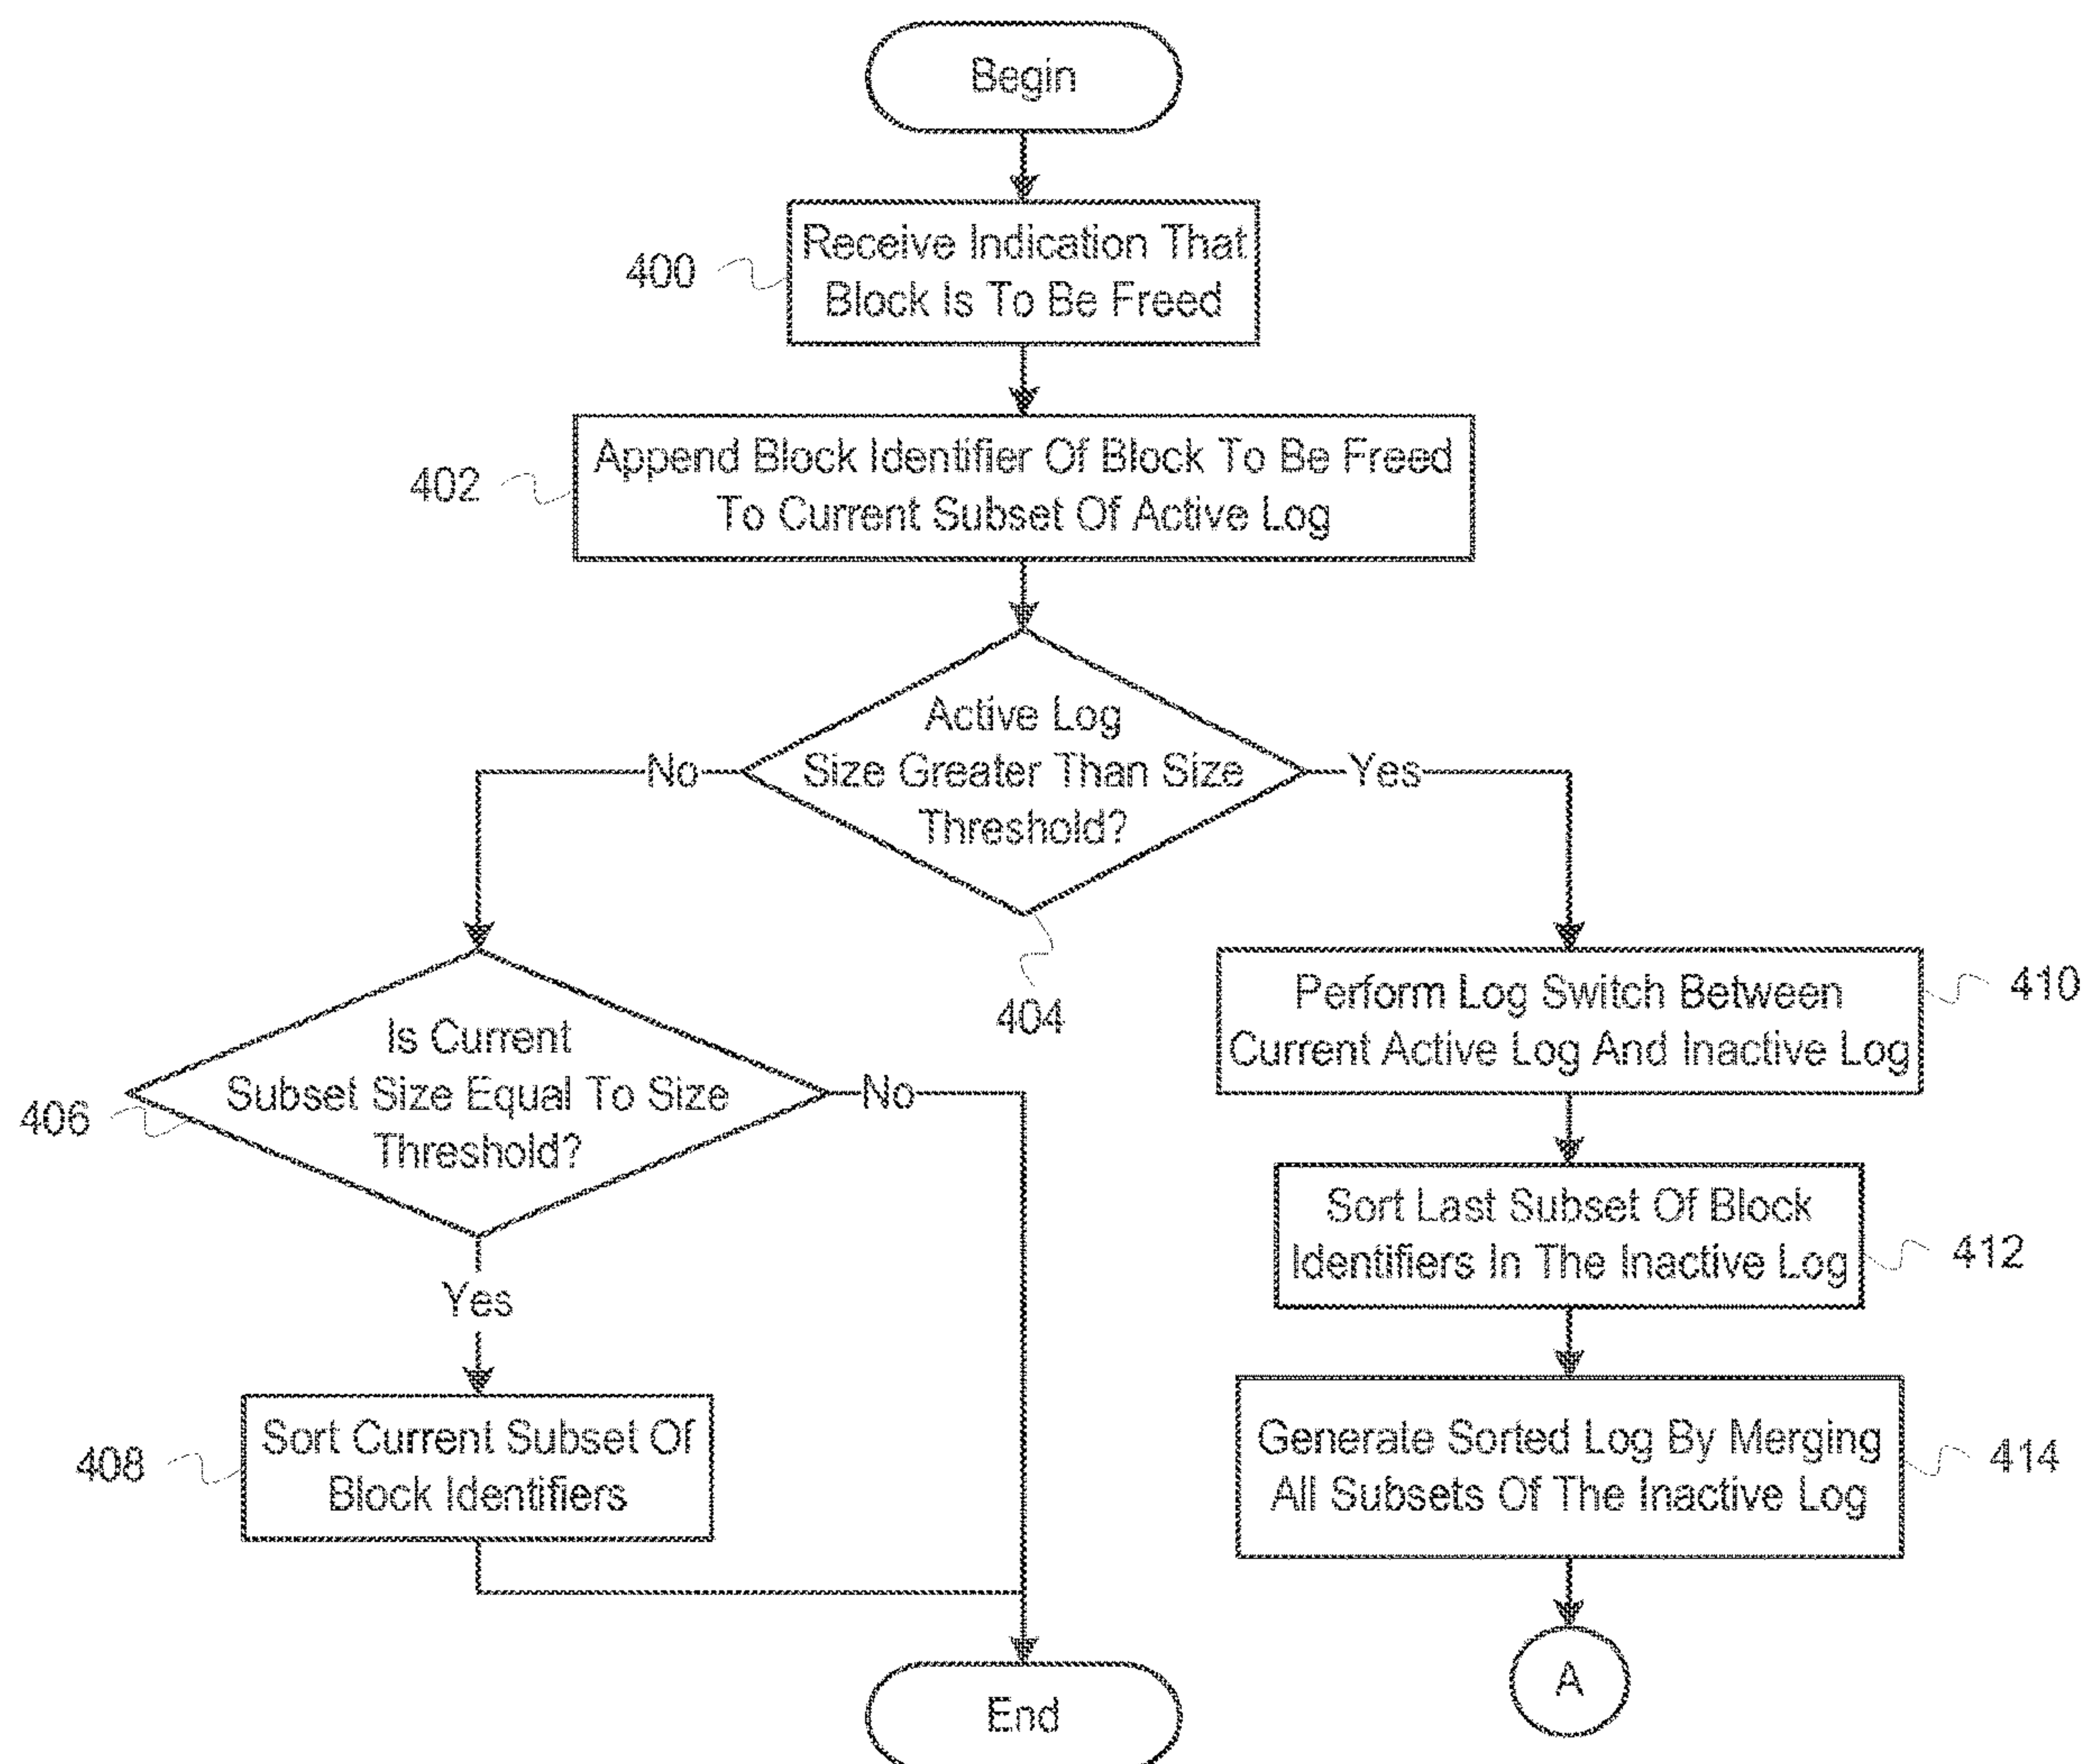 Begin
400
Receive Indication That
Block Is To Be Freed
402
Append Block Identifier Of Block To Be Freed
To Current Subset Of Active Log
Active Log
Size Greater Than Size
Threshold?
No
Yes
404
Is Current
Subset Size Equal To Size
Threshold?
406
No
Yes
Perform Log Switch Between
Current Active Log And Inactive Log
410
Sort Last Subset Of Block
Identifiers In The Inactive Log
412
408
Sort Current Subset Of
Block Identifiers
Generate Sorted Log By Merging
All Subsets Of The Inactive Log
414
End
A